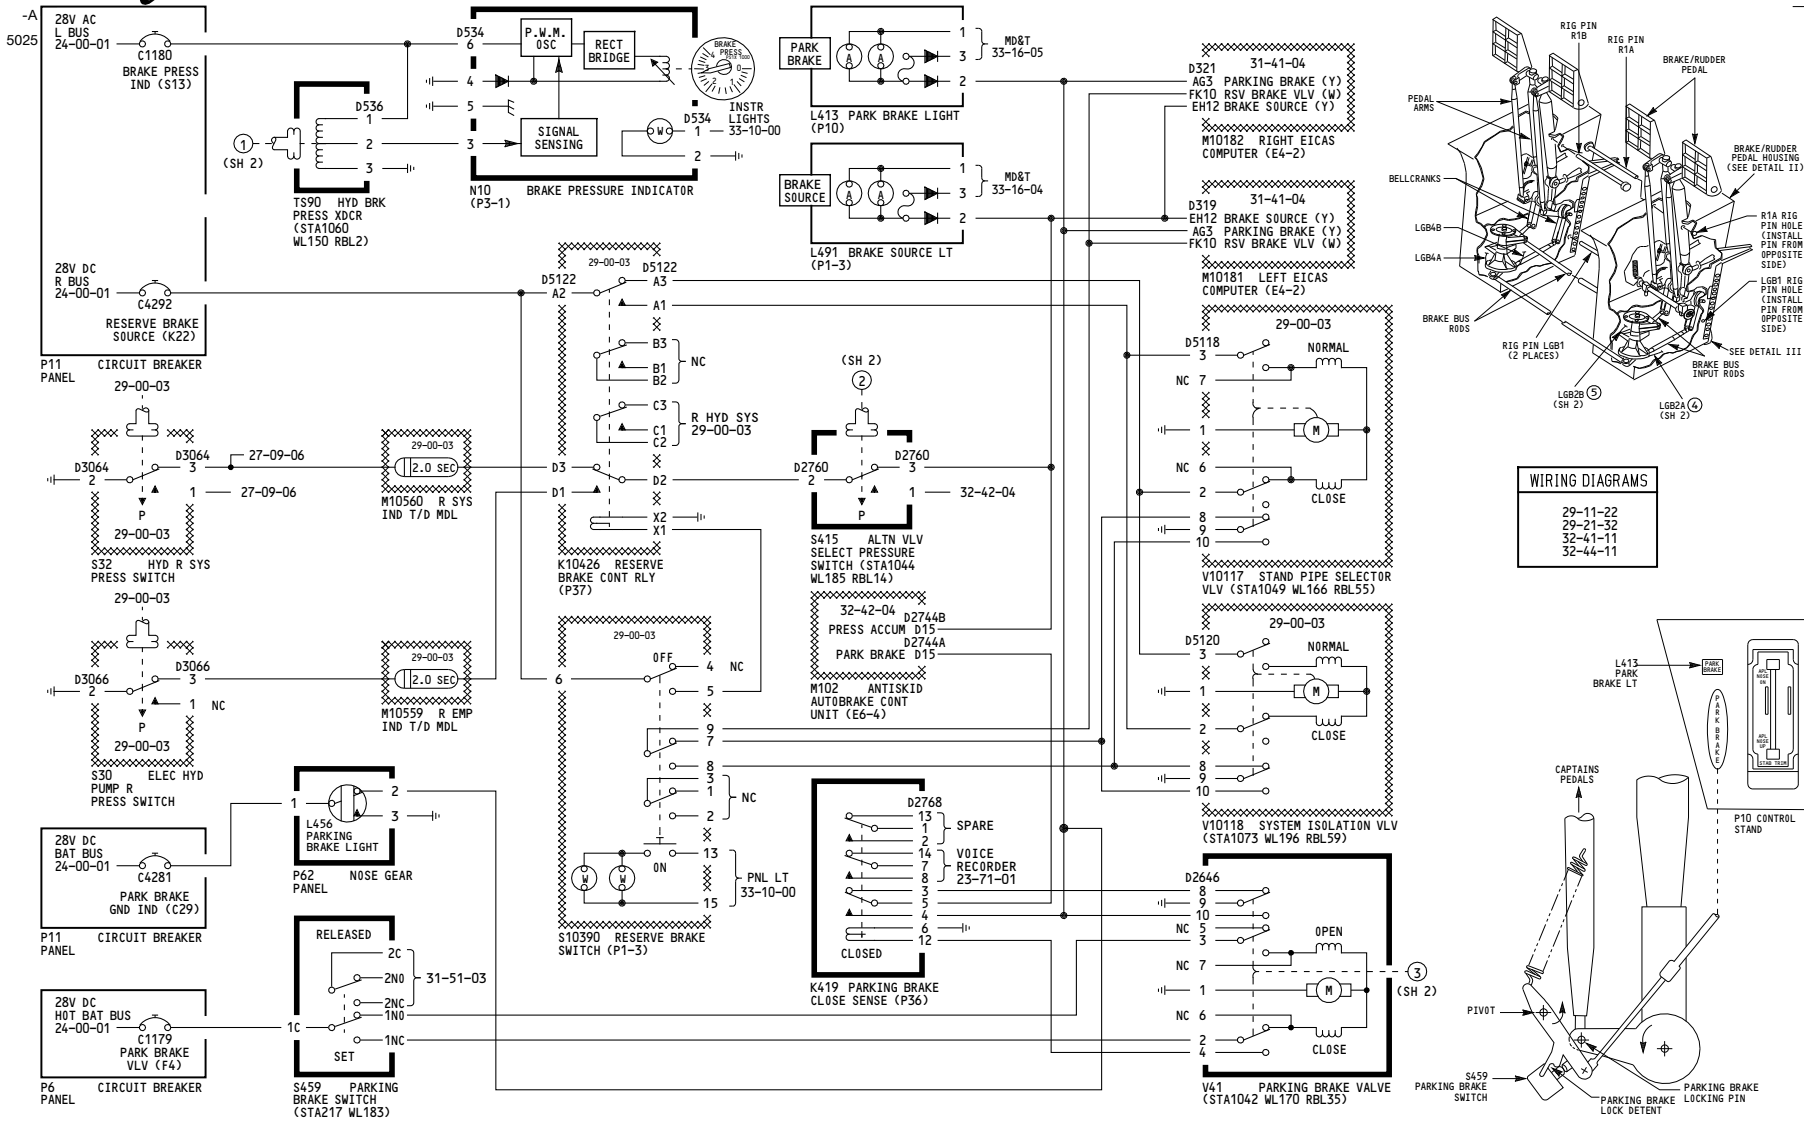 -A
5025
28V AC
L BUS
24-00-01
C1180
BRAKE PRESS
IND (S13)
28V DC
R BUS
24-00-01
C4292
RESERVE BRAKE
SOURCE (K22)
P11 CIRCUIT BREAKER
PANEL
1
(SH 2)
D536
1
2
3
TS90 HYD BRK
PRESS XDCR
(STA1060
WL150 RBL2)
D534
6
4
5
3
P.W.M.
OSC
RECT
BRIDGE
SIGNAL
SENSING
BRAKE
PRESS
INSTR
LIGHTS
33-10-00
D534
W
1
2
N10 BRAKE PRESSURE INDICATOR
(P3-1)
PARK
BRAKE
A A
1
3
2
MD&T
33-16-05
L413 PARK BRAKE LIGHT
(P10)
BRAKE
SOURCE
A A
1
3
2
MD&T
33-16-04
L491 BRAKE SOURCE LT
(P1-3)
31-41-04
D321
AG3 PARKING BRAKE (Y)
FK10 RSV BRAKE VLV (W)
EH12 BRAKE SOURCE (Y)
M10182 RIGHT EICAS
COMPUTER (E4-2)
31-41-04
D319
EH12 BRAKE SOURCE (Y)
AG3 PARKING BRAKE (Y)
FK10 RSV BRAKE VLV (W)
M10181 LEFT EICAS
COMPUTER (E4-2)
29-00-03
D3064
2
D3064
3
1
27-09-06
27-09-06
P
29-00-03
S32 HYD R SYS
PRESS SWITCH
29-00-03
2.0 SEC
M10560 R SYS
IND T/D MDL
29-00-03
D3066
2
D3066
3
1 NC
P
29-00-03
S30 ELEC HYD
PUMP R
PRESS SWITCH
29-00-03
2.0 SEC
M10559 R EMP
IND T/D MDL
29-00-03
D5122
A2
D5122
A3
A1
B3
B1
B2
NC
C3
C1
C2
R HYD SYS
29-00-03
D3
D1
D2
X2
X1
K10426 RESERVE
BRAKE CONT RLY
(P37)
29-00-03
OFF
6
4 NC
5
9
7
8
3
1
2
NC
ON
W W
13
15
PNL LT
33-10-00
S10390 RESERVE BRAKE
SWITCH (P1-3)
(SH 2)
2
D2760
2
D2760
3
1
32-42-04
P
S415 ALTN VLV
SELECT PRESSURE
SWITCH (STA1044
WL185 RBL14)
32-42-04
D2744B
PRESS ACCUM D15
D2744A
PARK BRAKE D15
M102 ANTISKID
AUTOBRAKE CONT
UNIT (E6-4)
D2768
13
1
2
SPARE
14
7
8
VOICE
RECORDER
23-71-01
3
5
4
6
12
CLOSED
K419 PARKING BRAKE
CLOSE SENSE (P36)
29-00-03
D5118
3
NORMAL
NC 7
1
M
NC 6
2
CLOSE
8
9
10
V10117 STAND PIPE SELECTOR
VLV (STA1049 WL166 RBL55)
29-00-03
D5120
3
NORMAL
1
M
2
CLOSE
8
9
10
V10118 SYSTEM ISOLATION VLV
(STA1073 WL196 RBL59)
D2646
8
9
10
NC 5
3
OPEN
NC 7
1
M
NC 6
2
4
CLOSE
3
(SH 2)
V41 PARKING BRAKE VALVE
(STA1042 WL170 RBL35)
28V DC
BAT BUS
24-00-01
C4281
PARK BRAKE
GND IND (C29)
P11 CIRCUIT BREAKER
PANEL
1
2
3
L456
PARKING
BRAKE LIGHT
P62 NOSE GEAR
PANEL
28V DC
HOT BAT BUS
24-00-01
C1179
PARK BRAKE
VLV (F4)
P6 CIRCUIT BREAKER
PANEL
RELEASED
2C
2NO
2NC
31-51-03
1C
1NO
1NC
SET
S459 PARKING
BRAKE SWITCH
(STA217 WL183)
RIG PIN
R1B
RIG PIN
R1A
BRAKE/RUDDER
PEDAL
PEDAL
ARMS
BRAKE/RUDDER
PEDAL HOUSING
(SEE DETAIL II)
BELLCRANKS
LGB4B
LGB4A
R1A RIG
PIN HOLE
(INSTALL
PIN FROM
OPPOSITE
SIDE)
LGB1 RIG
PIN HOLE
(INSTALL
PIN FROM
OPPOSITE
SIDE)
BRAKE BUS
RODS
RIG PIN LGB1
(2 PLACES)
SEE DETAIL III
BRAKE BUS
INPUT RODS
LGB2B 5
(SH 2)
LGB2A 4
(SH 2)
WIRING DIAGRAMS
29-11-22
29-21-32
32-41-11
32-44-11
L413
PARK
BRAKE LT
PARK
BRAKE
PARK BRAKE
APL
NOSE
DN
APL
NOSE
UP
STAB TRIM
P10 CONTROL
STAND
CAPTAINS
PEDALS
PIVOT
S459
PARKING BRAKE
SWITCH
PARKING BRAKE
LOCK DETENT
PARKING BRAKE
LOCKING PIN